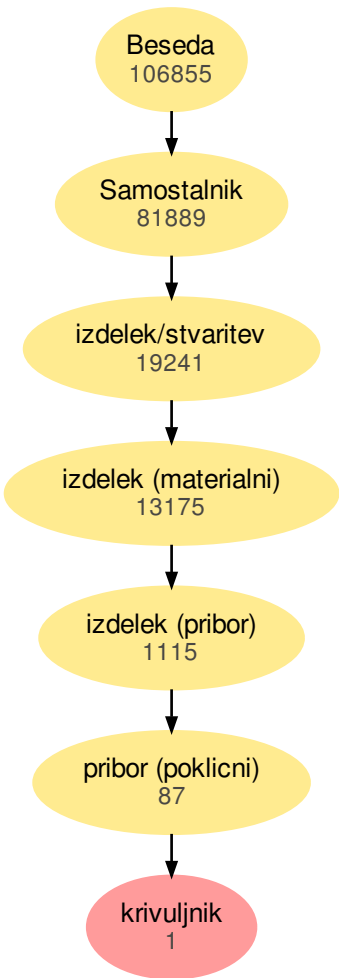 Beseda
106855
Samostalnik
81889
izdelek/stvaritev
19241
izdelek (materialni)
13175
izdelek (pribor)
1115
pribor (poklicni)
87
krivuljnik
1